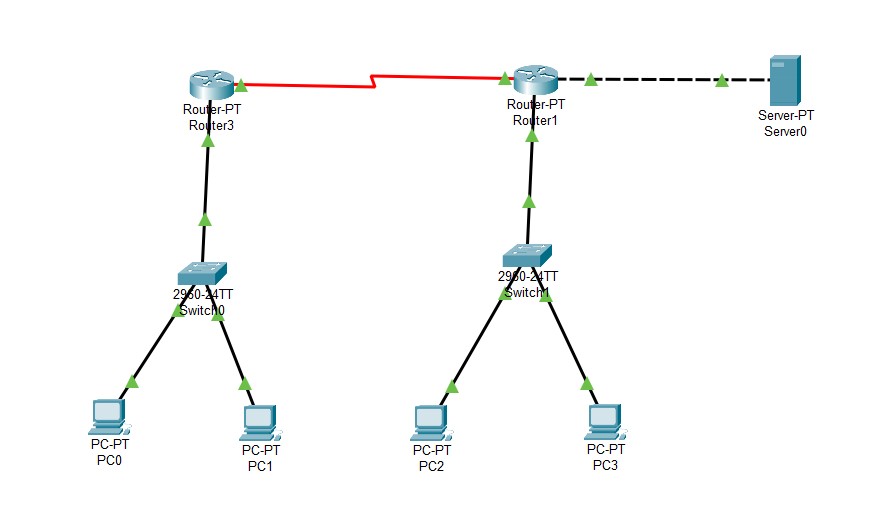 Router-PT
Router3
Router-PT
Router1
Server-PT
Server0
2960-24TT
Switch0
2960-24TT
Switch1
PC-PT
PC0
PC-PT
PC1
PC-PT
PC2
PC-PT
PC3